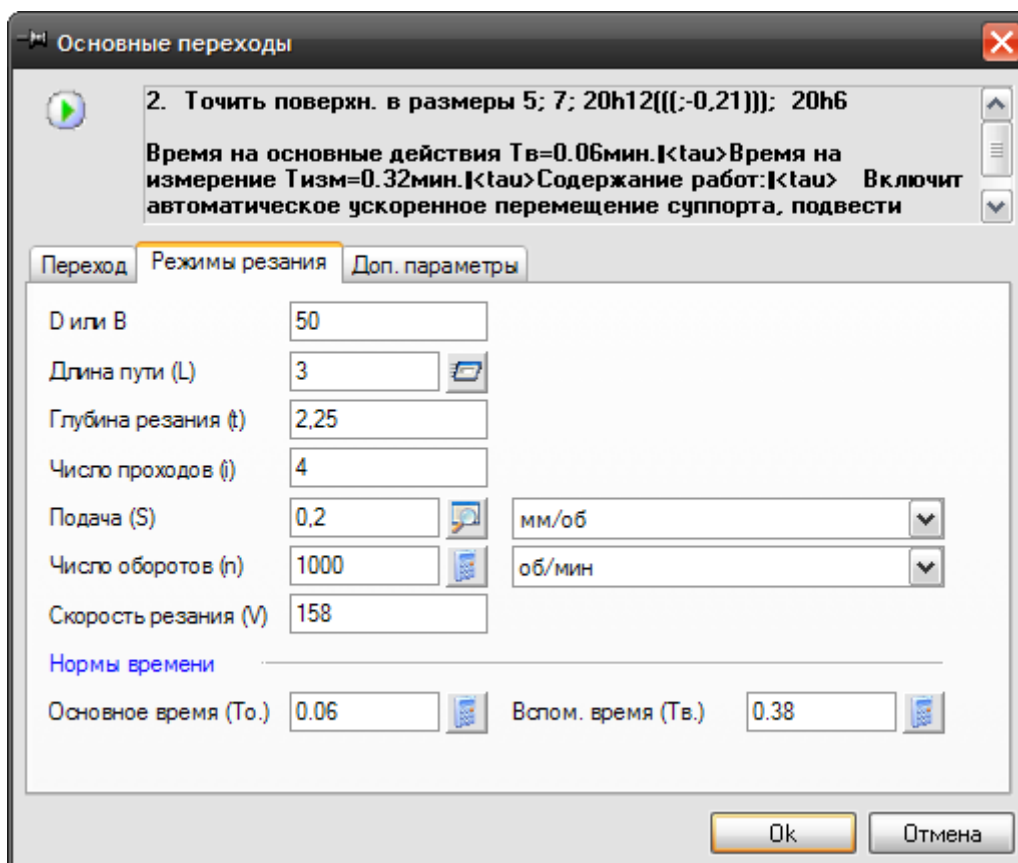 Основные переходы
2. Точить поверхн. в размеры 5; 7; 20h12(((;-0,21))); 20h6
Время на основные действия Тв=0.06мин.|<tau>Время на
измерение Тизм=0.32мин.|<tau>Содержание работ:|<tau> Включит
автоматическое ускоренное перемещение суппорта, подвести
Переход Режимы резания Доп. параметры
D или B 50
Длина пути (L) 3
Глубина резания (t) 2,25
Число проходов (i) 4
Подача (S) 0,2 мм/об
Число оборотов (n) 1000 об/мин
Скорость резания (V) 158
Нормы времени
Основное время (То.) 0.06 Вспом. время (Тв.) 0.38
Ok Отмена